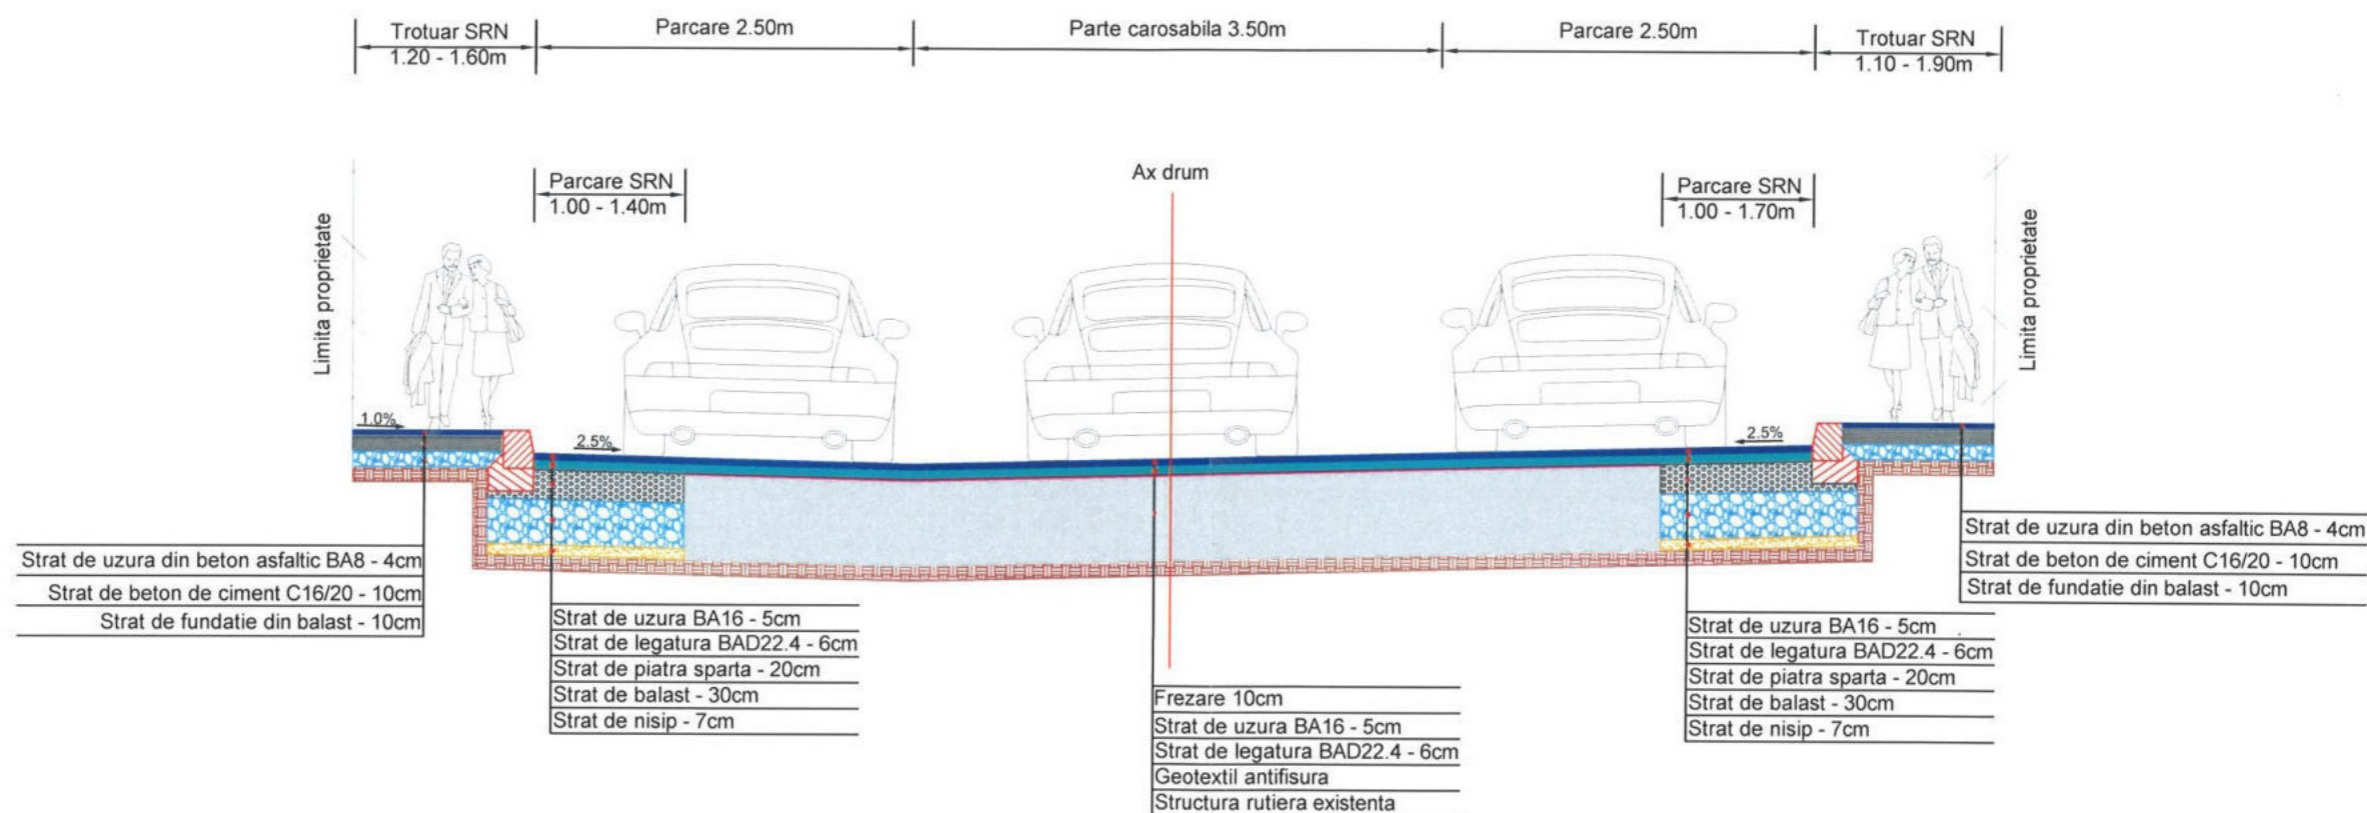 Trotuar SRN
1.20 - 1.60m
Parcare 2.50m
Parte carosabila 3.50m
Parcare 2.50m
Trotuar SRN
1.10 - 1.90m
Parcare SRN
1.00 - 1.40m
Ax drum
Parcare SRN
1.00 - 1.70m
Limita proprietate
Limita proprietate
1.0%
2.5%
2.5%
Strat de uzura din beton asfaltic BA8 - 4cm
Strat de beton de ciment C16/20 - 10cm
Strat de fundatie din balast - 10cm
Strat de uzura BA16 - 5cm
Strat de legatura BAD22.4 - 6cm
Strat de piatra sparta - 20cm
Strat de balast - 30cm
Strat de nisip - 7cm
Frezare 10cm
Strat de uzura BA16 - 5cm
Strat de legatura BAD22.4 - 6cm
Geotextil antifisura
Structura rutiera existenta
Strat de uzura BA16 - 5cm
Strat de legatura BAD22.4 - 6cm
Strat de piatra sparta - 20cm
Strat de balast - 30cm
Strat de nisip - 7cm
Strat de uzura din beton asfaltic BA8 - 4cm
Strat de beton de ciment C16/20 - 10cm
Strat de fundatie din balast - 10cm